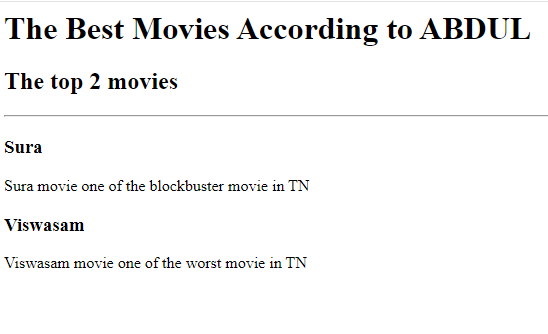 The Best Movies According to ABDUL
The top 2 movies
Sura
Sura movie one of the blockbuster movie in TN
Viswasam
Viswasam movie one of the worst movie in TN